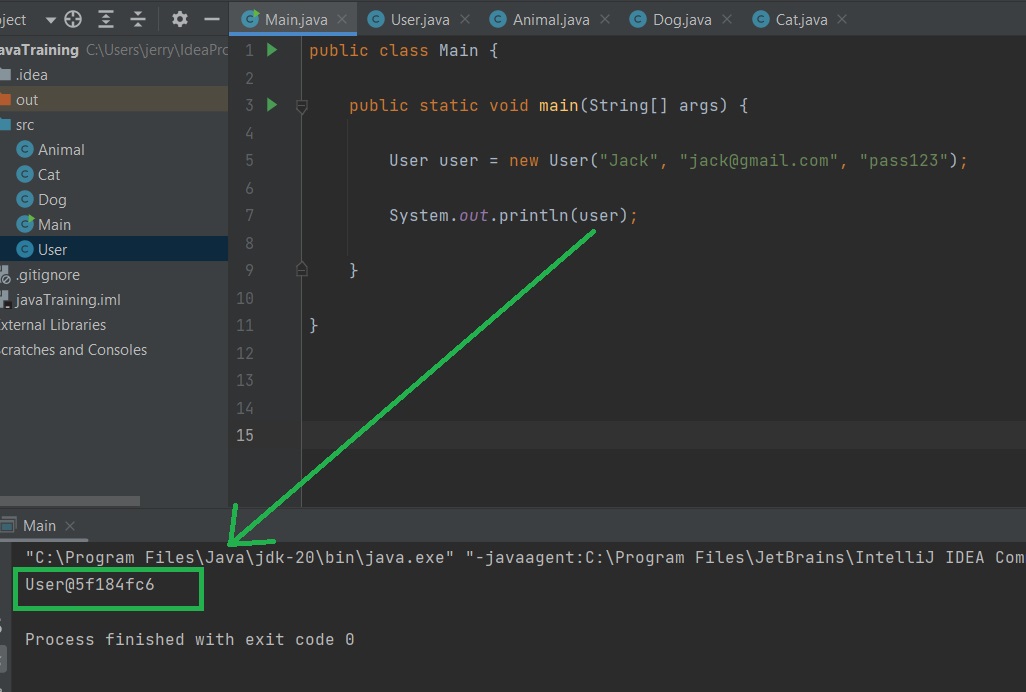 ject
Main.java × User.java × Animal.java × Dog.java × Cat.java ×
avaTraining C:\Users\jerry\IdeaPro
.idea
out
src
Animal
Cat
Dog
Main
User
.gitignore
javaTraining.iml
xternal Libraries
cratches and Consoles
1 public class Main {
2
3 public static void main(String[] args) {
4
5 User user = new User("Jack", "jack@gmail.com", "pass123");
6
7 System.out.println(user);
8
9 }
10
11 }
12
13
14
15
Main ×
"C:\Program Files\Java\jdk-20\bin\java.exe" "-javaagent:C:\Program Files\JetBrains\IntelliJ IDEA Com
User@5f184fc6
Process finished with exit code 0